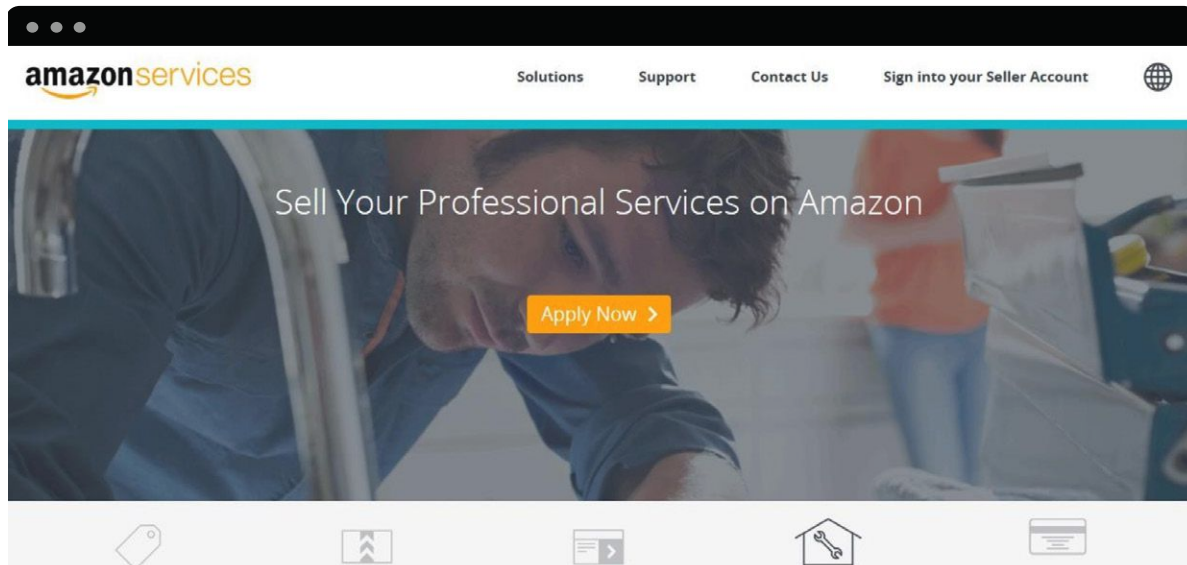 amazonservices
Solutions Support Contact Us Sign into your Seller Account
Sell Your Professional Services on Amazon
Apply Now >